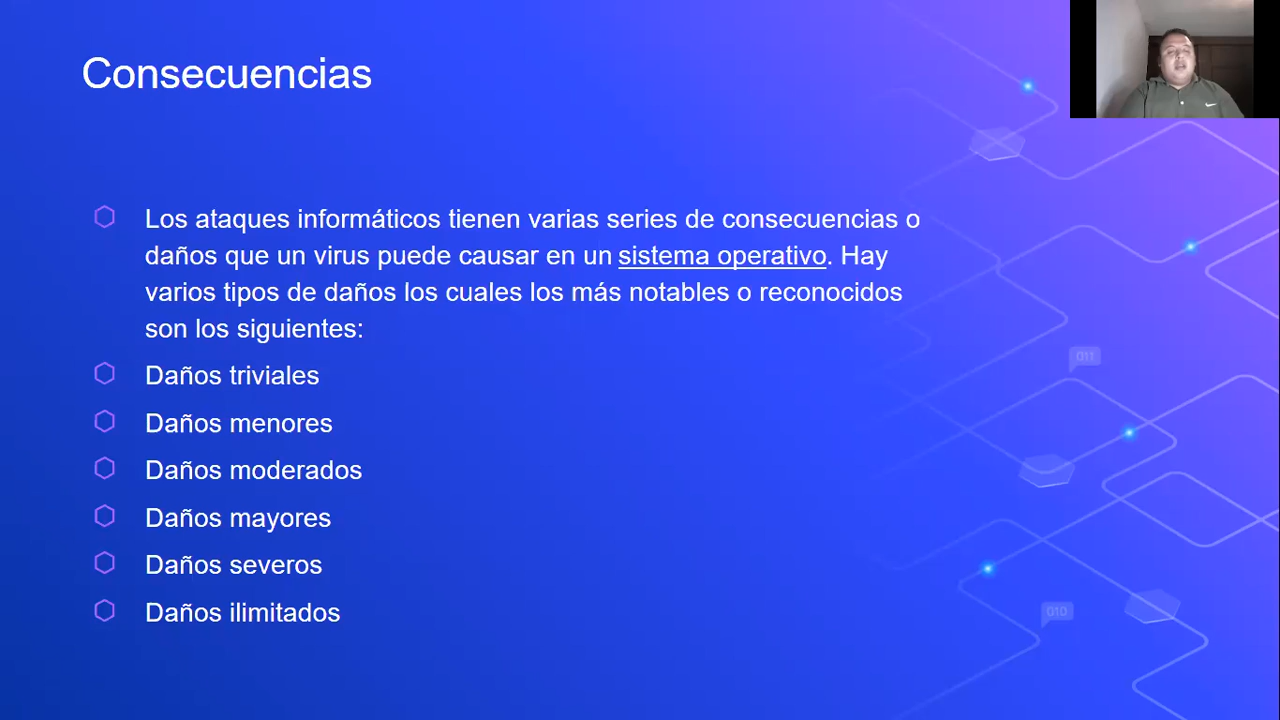 Consecuencias
Los ataques informáticos tienen varias series de consecuencias o
daños que un virus puede causar en un sistema operativo. Hay
varios tipos de daños los cuales los más notables o reconocidos
son los siguientes:
Daños triviales
Daños menores
Daños moderados
Daños mayores
Daños severos
Daños ilimitados
011
010